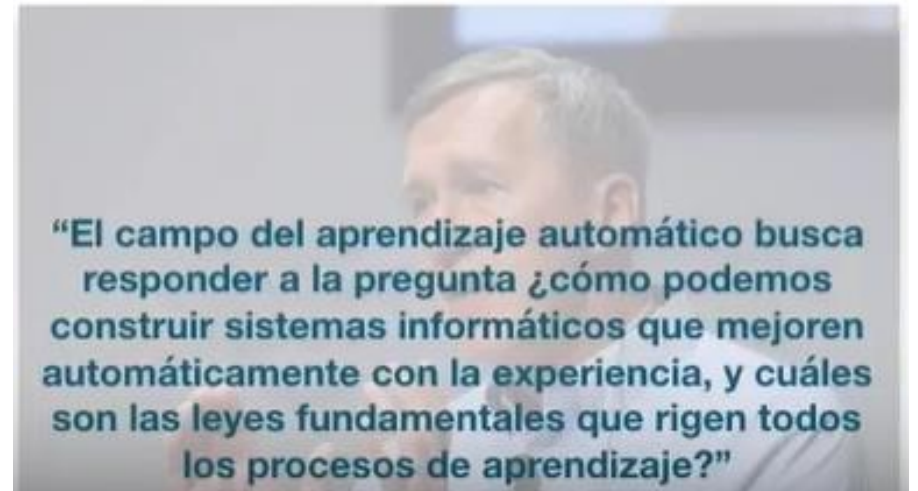 “El campo del aprendizaje automático busca
responder a la pregunta ¿cómo podemos
construir sistemas informáticos que mejoren
automáticamente con la experiencia, y cuáles
son las leyes fundamentales que rigen todos
los procesos de aprendizaje?”